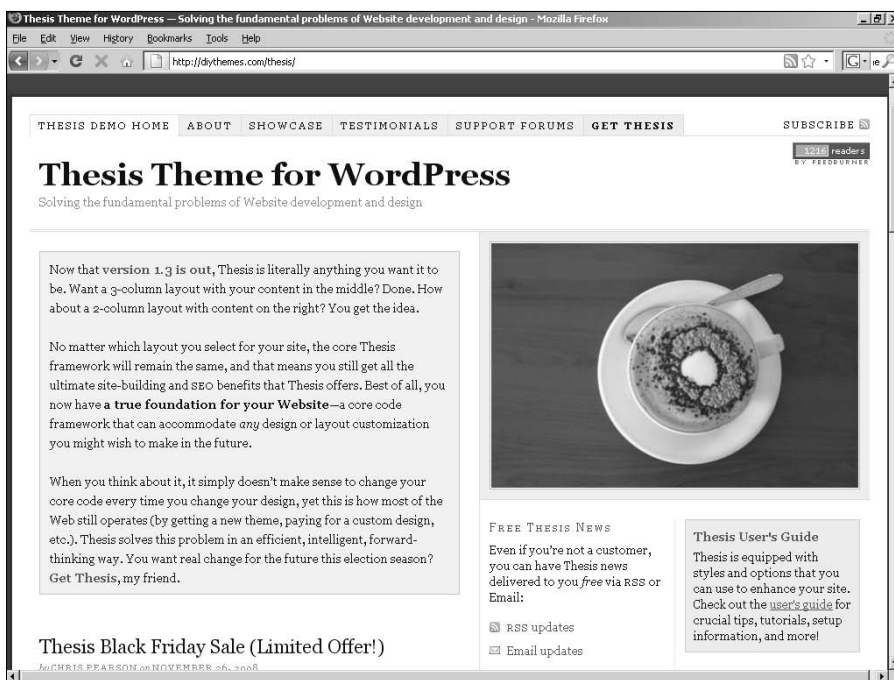 Thesis Theme for WordPress — Solving the fundamental problems of Website development and design - Mozilla Firefox
File Edit View History Bookmarks Tools Help
http://diythemes.com/thesis/
G
THESIS DEMO HOME ABOUT SHOWCASE TESTIMONIALS SUPPORT FORUMS GET THESIS SUBSCRIBE
1216 readers
BY FEEDBURNER
Thesis Theme for WordPress
Solving the fundamental problems of Website development and design
Now that version 1.3 is out, Thesis is literally anything you want it to
be. Want a 3-column layout with your content in the middle? Done. How
about a 2-column layout with content on the right? You get the idea.
No matter which layout you select for your site, the core Thesis
framework will remain the same, and that means you still get all the
ultimate site-building and SEO benefits that Thesis offers. Best of all, you
now have a true foundation for your Website—a core code
framework that can accommodate any design or layout customization
you might wish to make in the future.
When you think about it, it simply doesn't make sense to change your
core code every time you change your design, yet this is how most of the
Web still operates (by getting a new theme, paying for a custom design,
etc.). Thesis solves this problem in an efficient, intelligent, forward-
thinking way. You want real change for the future this election season?
Get Thesis, my friend.
Thesis Black Friday Sale (Limited Offer!)
by CHRIS PEARSON on NOVEMBER 26, 2008
FREE THESIS NEWS
Even if you're not a customer,
you can have Thesis news
delivered to you free via RSS or
Email:
RSS updates
Email updates
Thesis User's Guide
Thesis is equipped with
styles and options that you
can use to enhance your site.
Check out the user's guide for
crucial tips, tutorials, setup
information, and more!